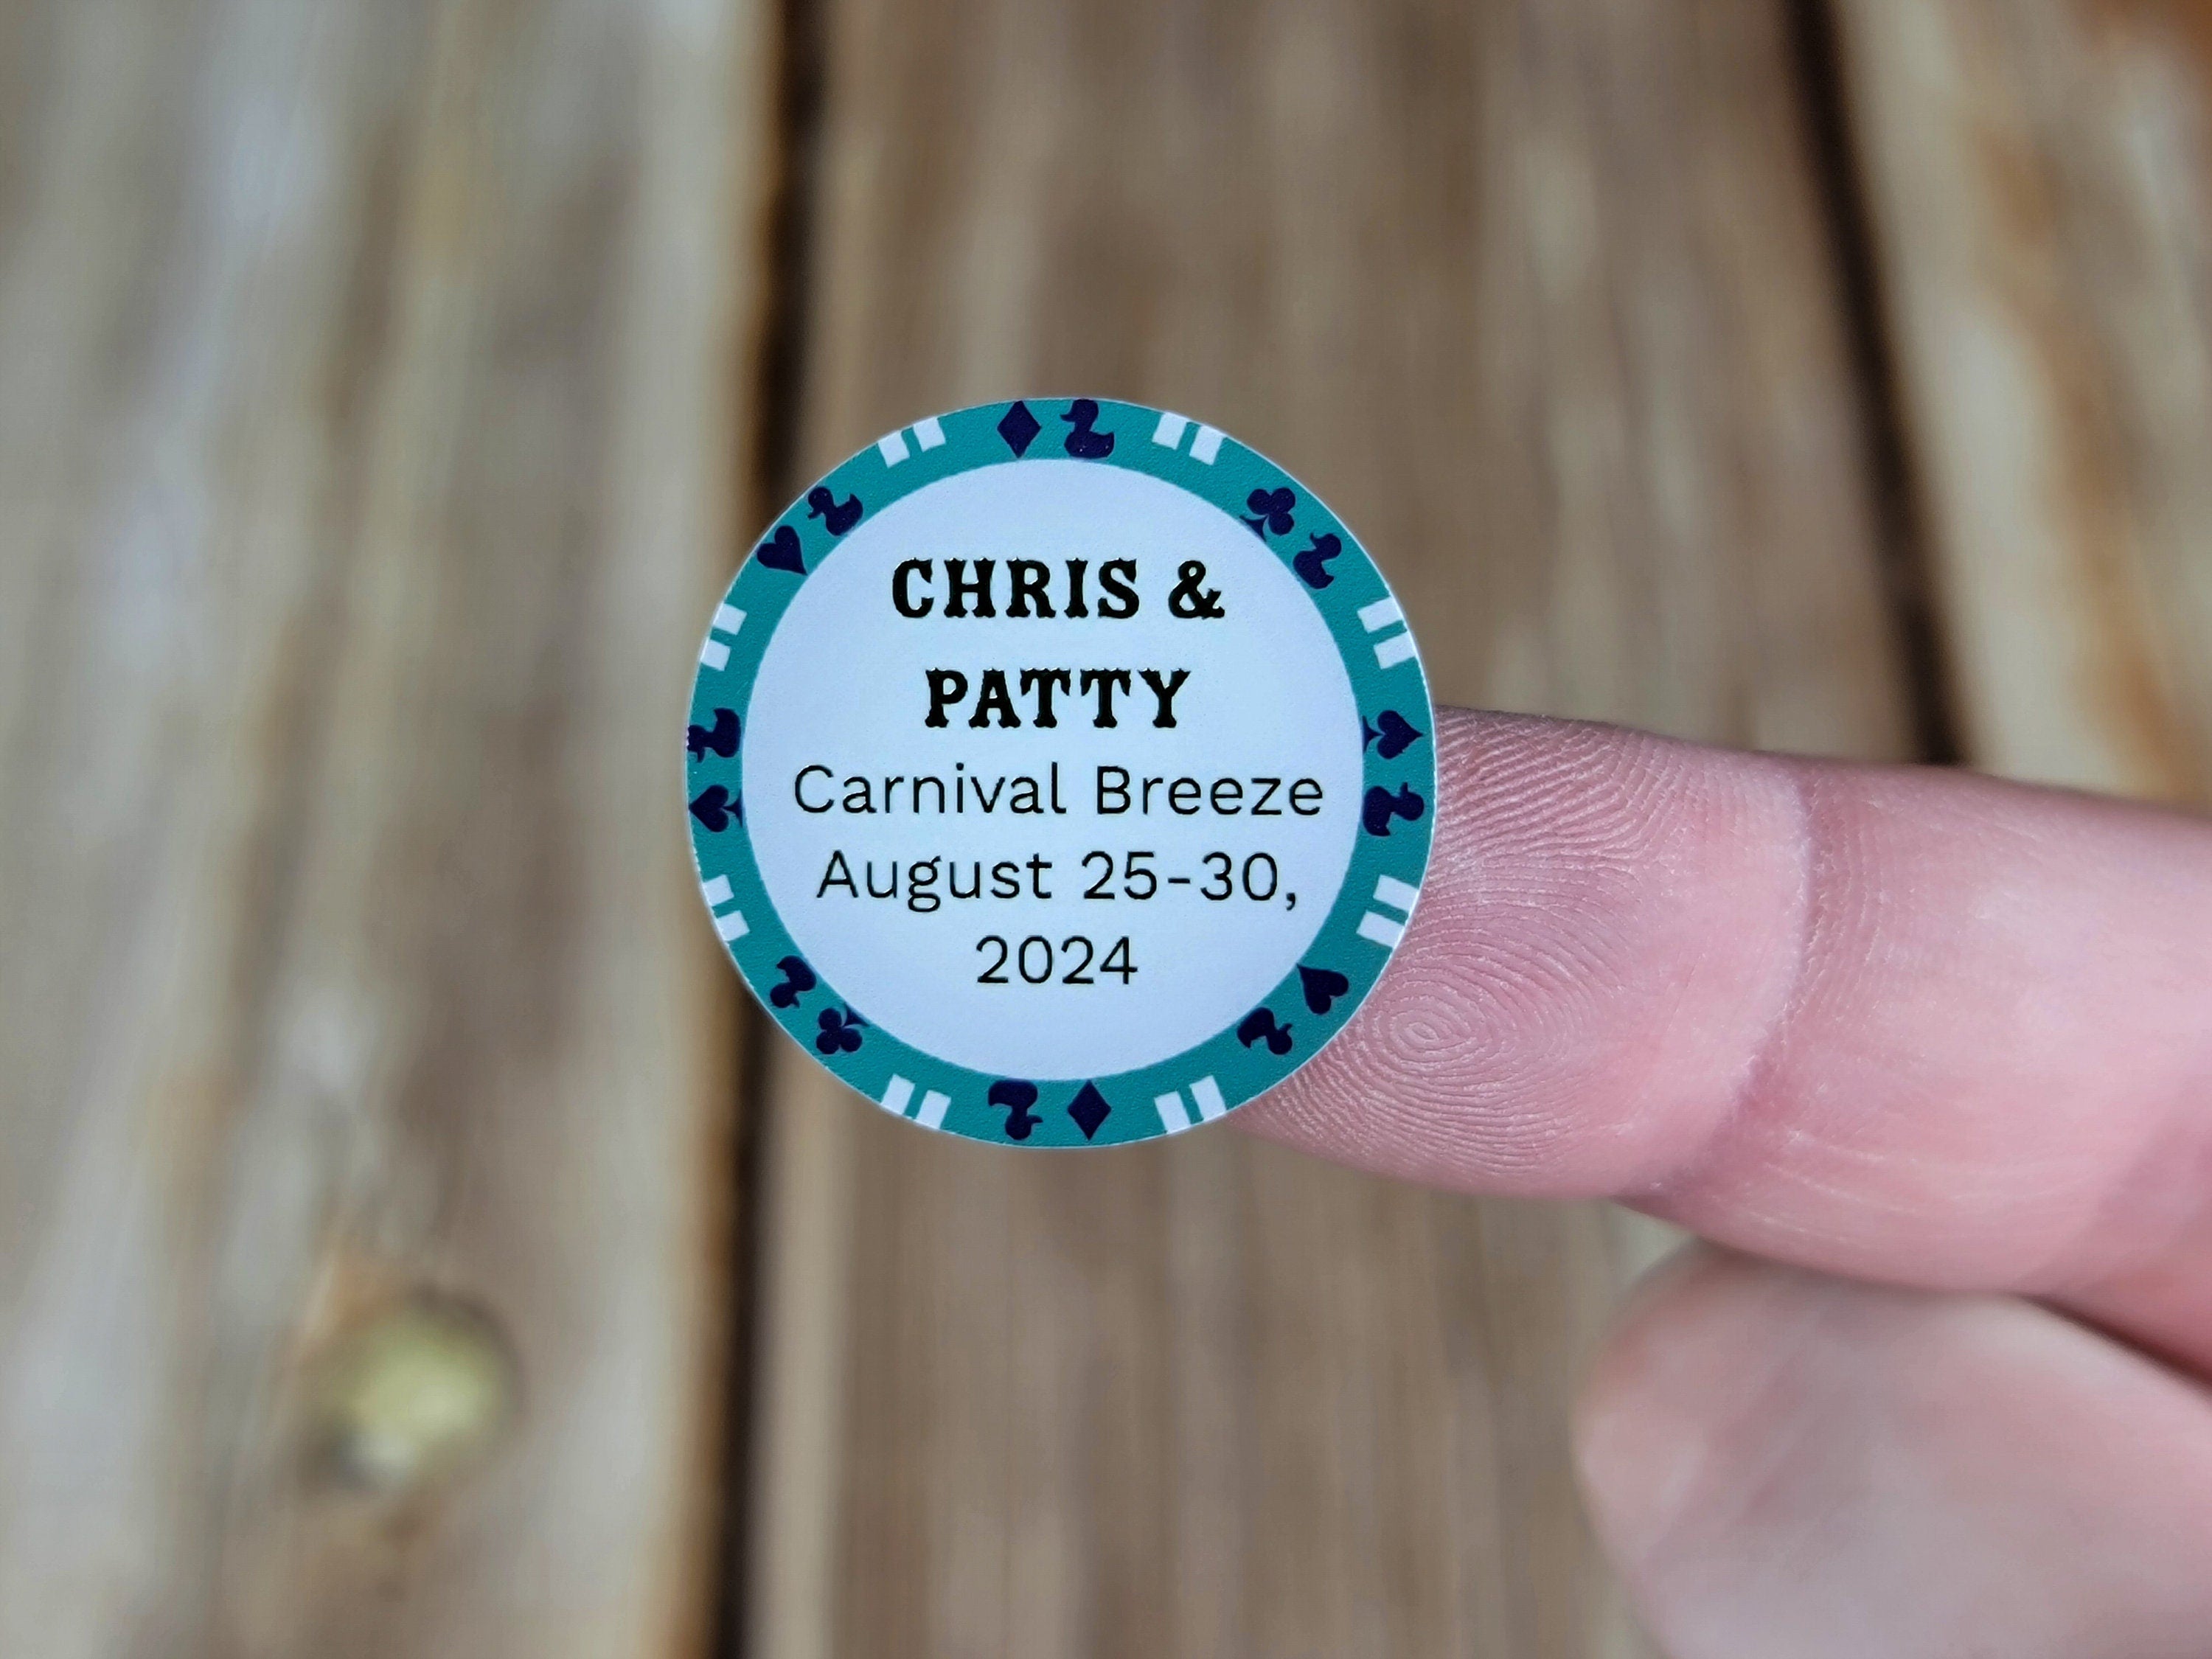 CHRIS &
PATTY
Carnival Breeze
August 25-30,
2024